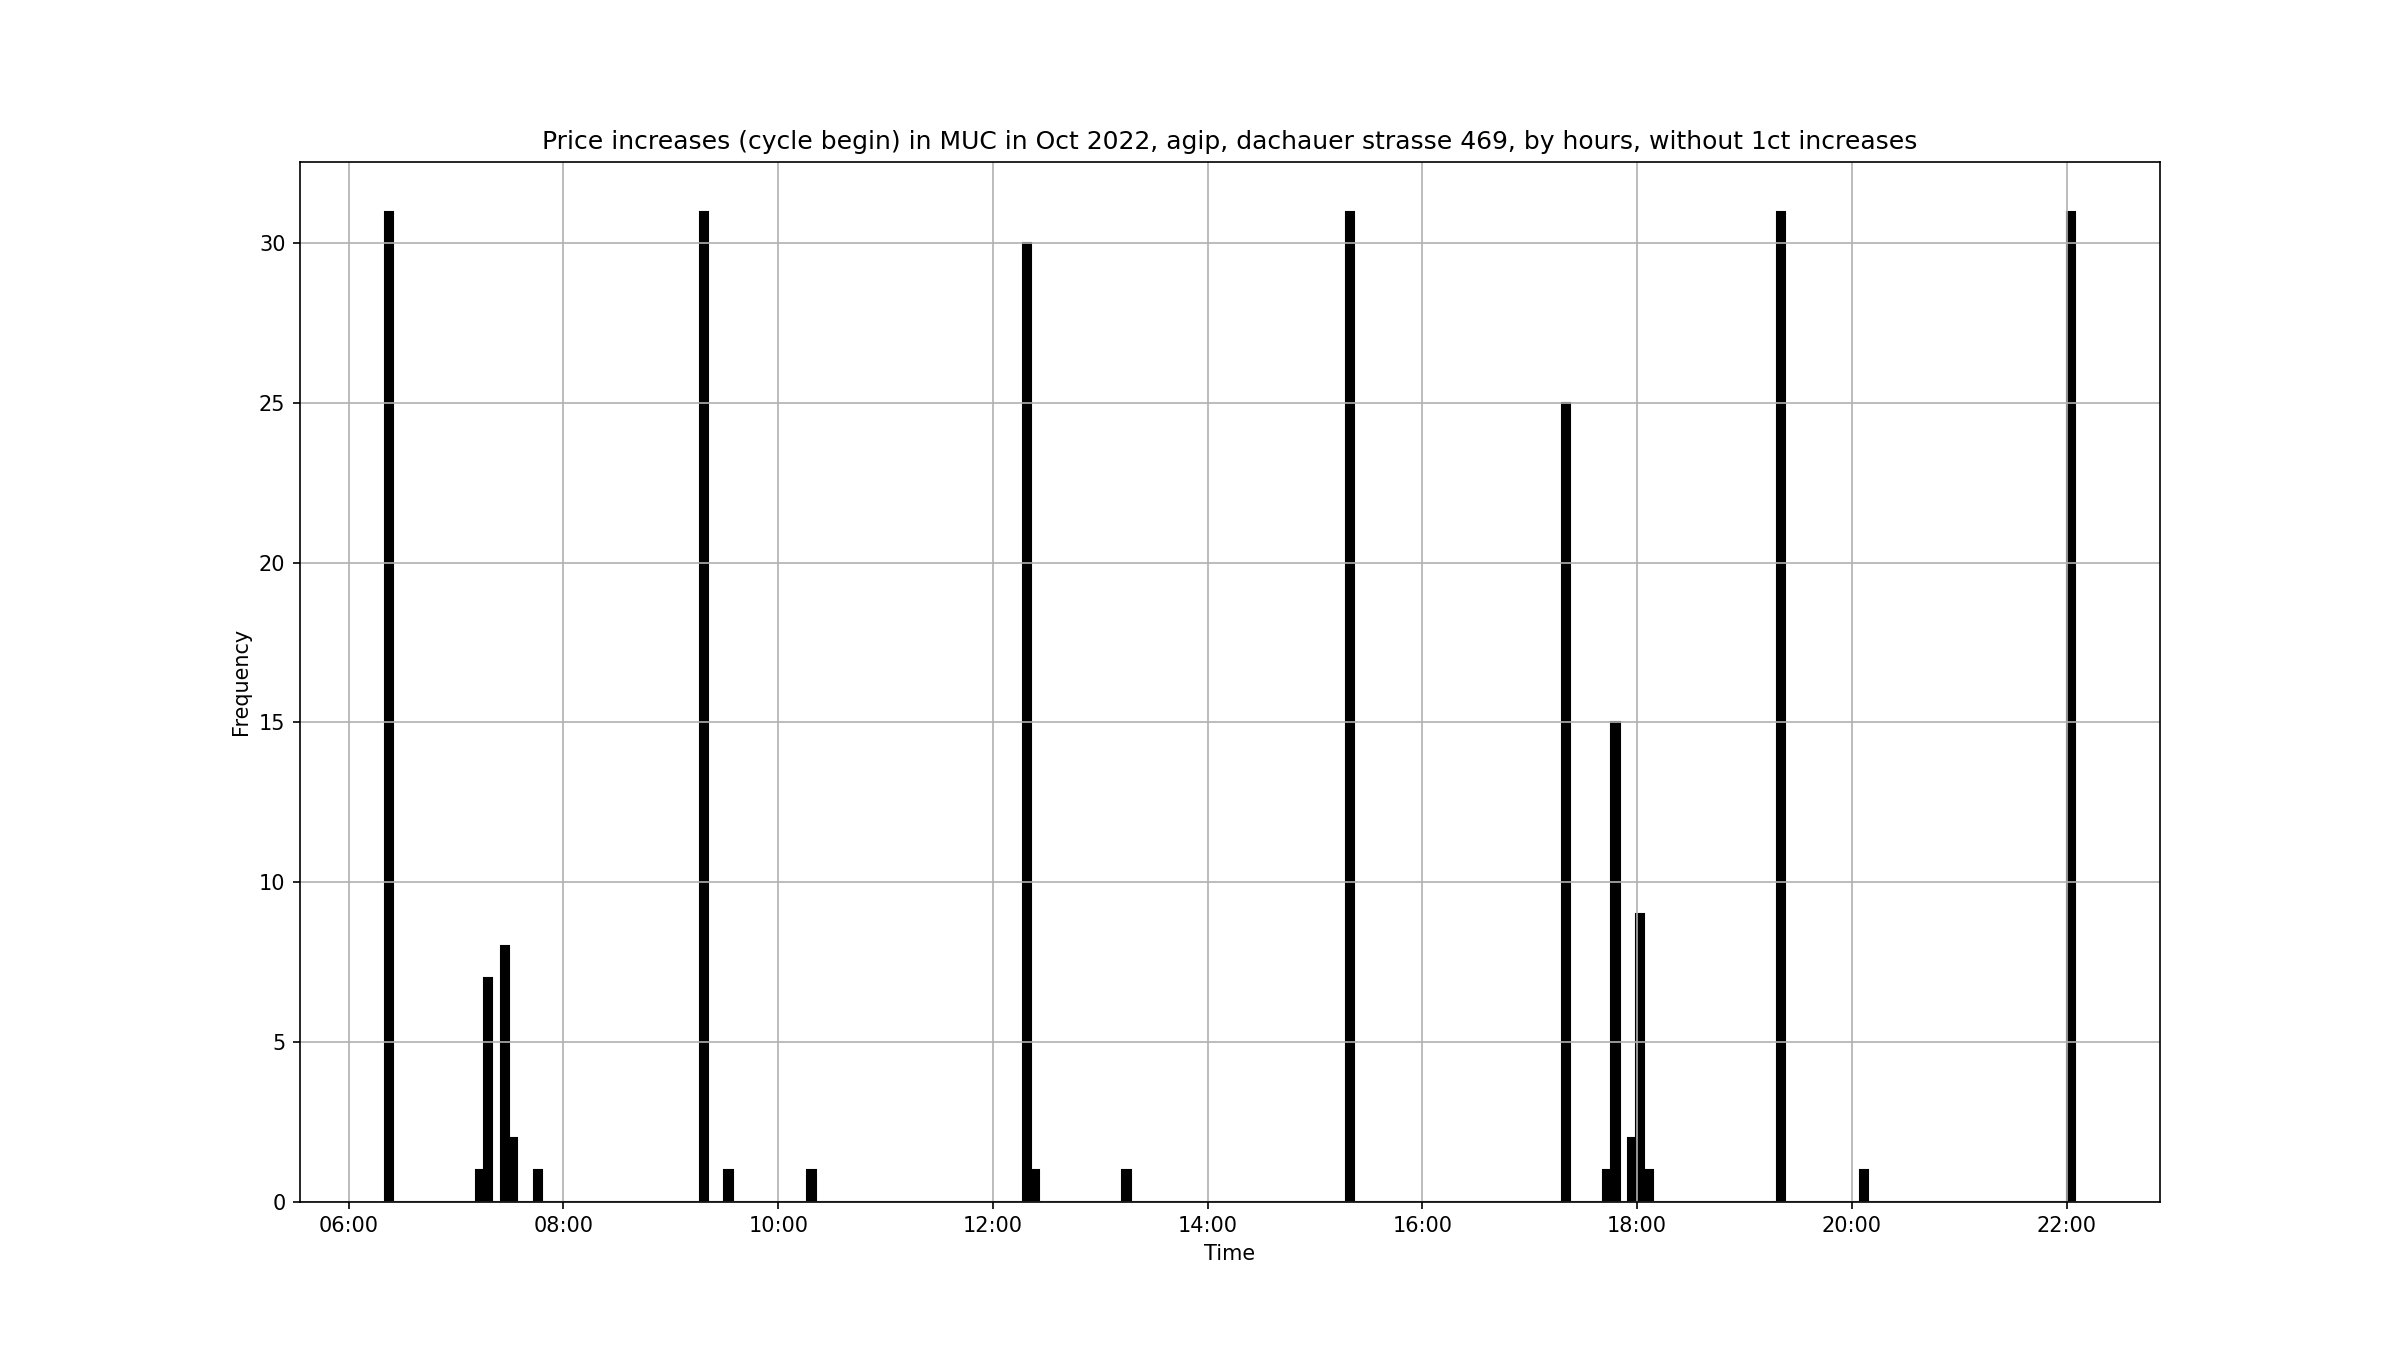 Price increases (cycle begin) in MUC in Oct 2022, agip, dachauer strasse 469, by hours, without 1ct increases
30
25
20
15
10
5
0
Frequency
06:00 08:00 10:00 12:00 14:00 16:00 18:00 20:00 22:00
Time